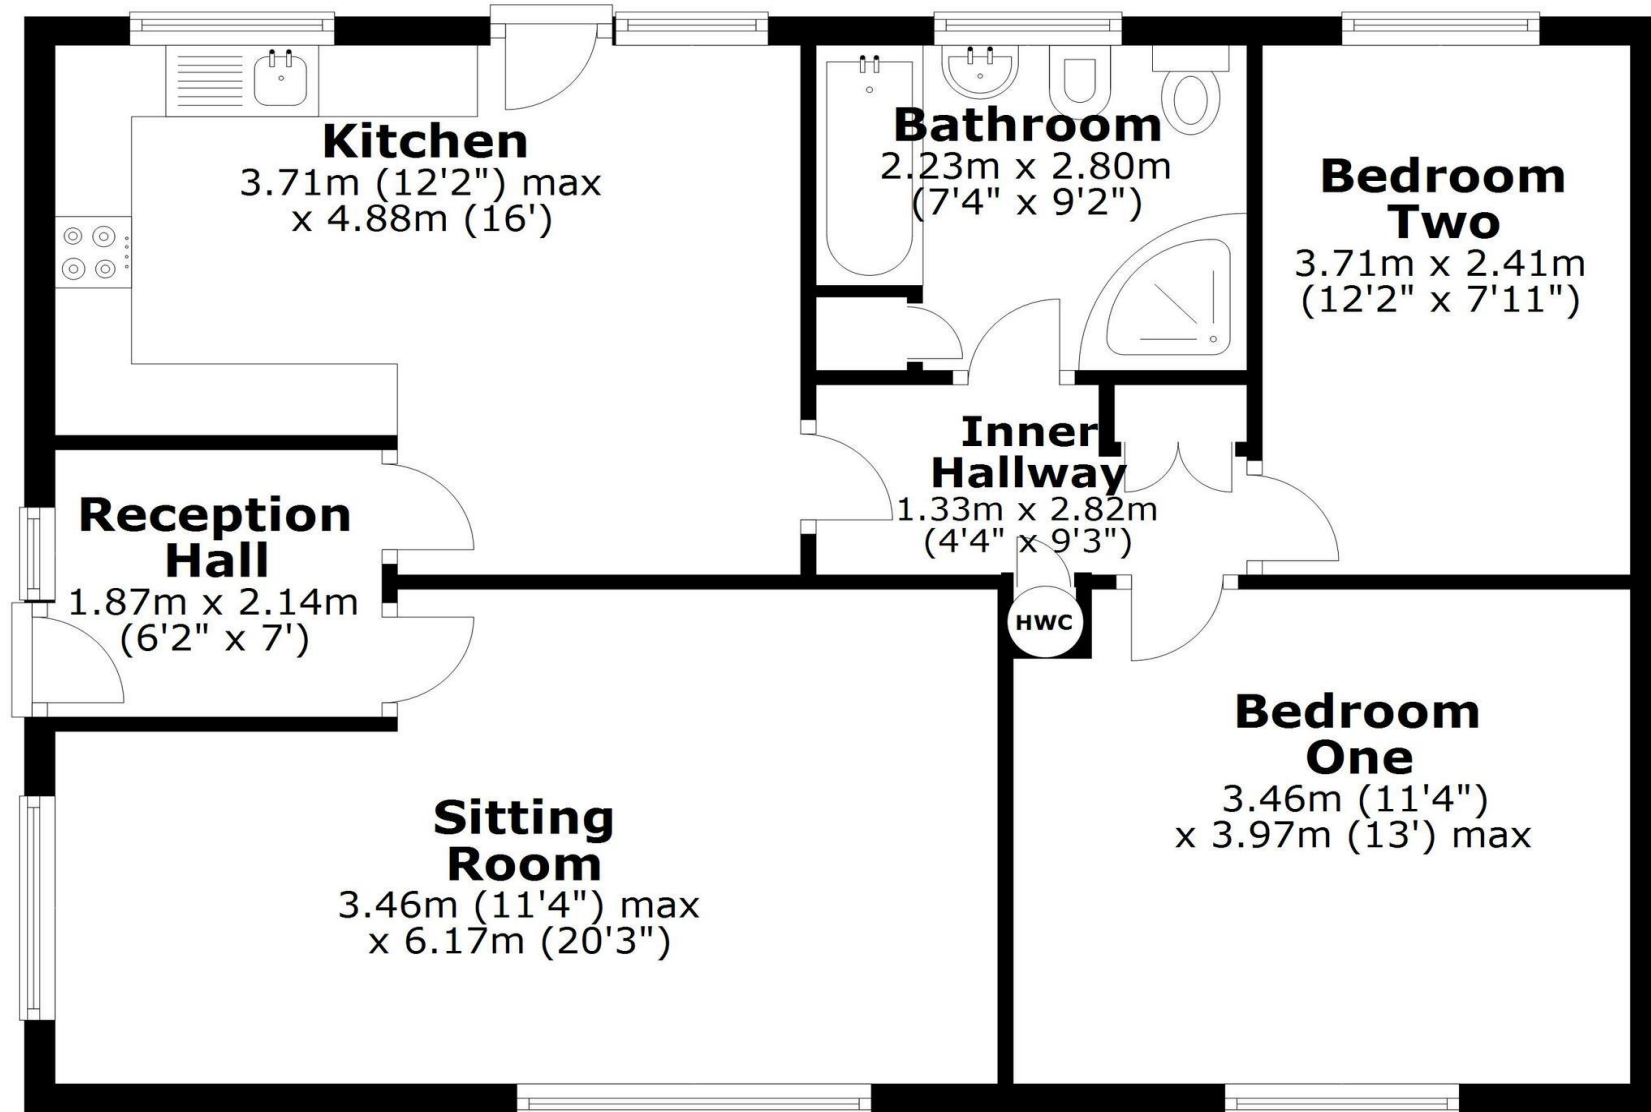 Kitchen
3.71m (12'2") max
x 4.88m (16')
Bathroom
2.23m x 2.80m
(7'4" x 9'2")
Bedroom
Two
3.71m x 2.41m
(12'2" x 7'11")
Inner
Hallway
1.33m x 2.82m
(4'4" x 9'3")
Reception
Hall
1.87m x 2.14m
(6'2" x 7')
HWC
Sitting
Room
3.46m (11'4") max
x 6.17m (20'3")
Bedroom
One
3.46m (11'4")
x 3.97m (13') max